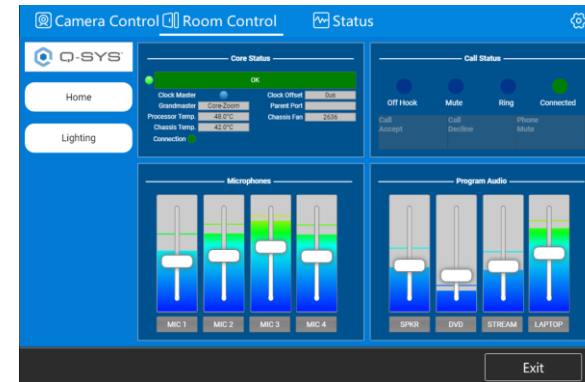 Camera Control Room Control Status
Q-SYS
Home
Lighting
Core Status
OK
Clock Master Clock Offset 0us
Grandmaster Core-Zoom Parent Port
Processor Temp. 48.0°C Chassis Fan 2636
Chassis Temp. 42.0°C
Connection
Call Status
Off Hook Mute Ring Connected
Call Accept Call Decline Phone Mute
Microphones
MIC 1 MIC 2 MIC 3 MIC 4
Program Audio
SPKR DVD STREAM LAPTOP
Exit